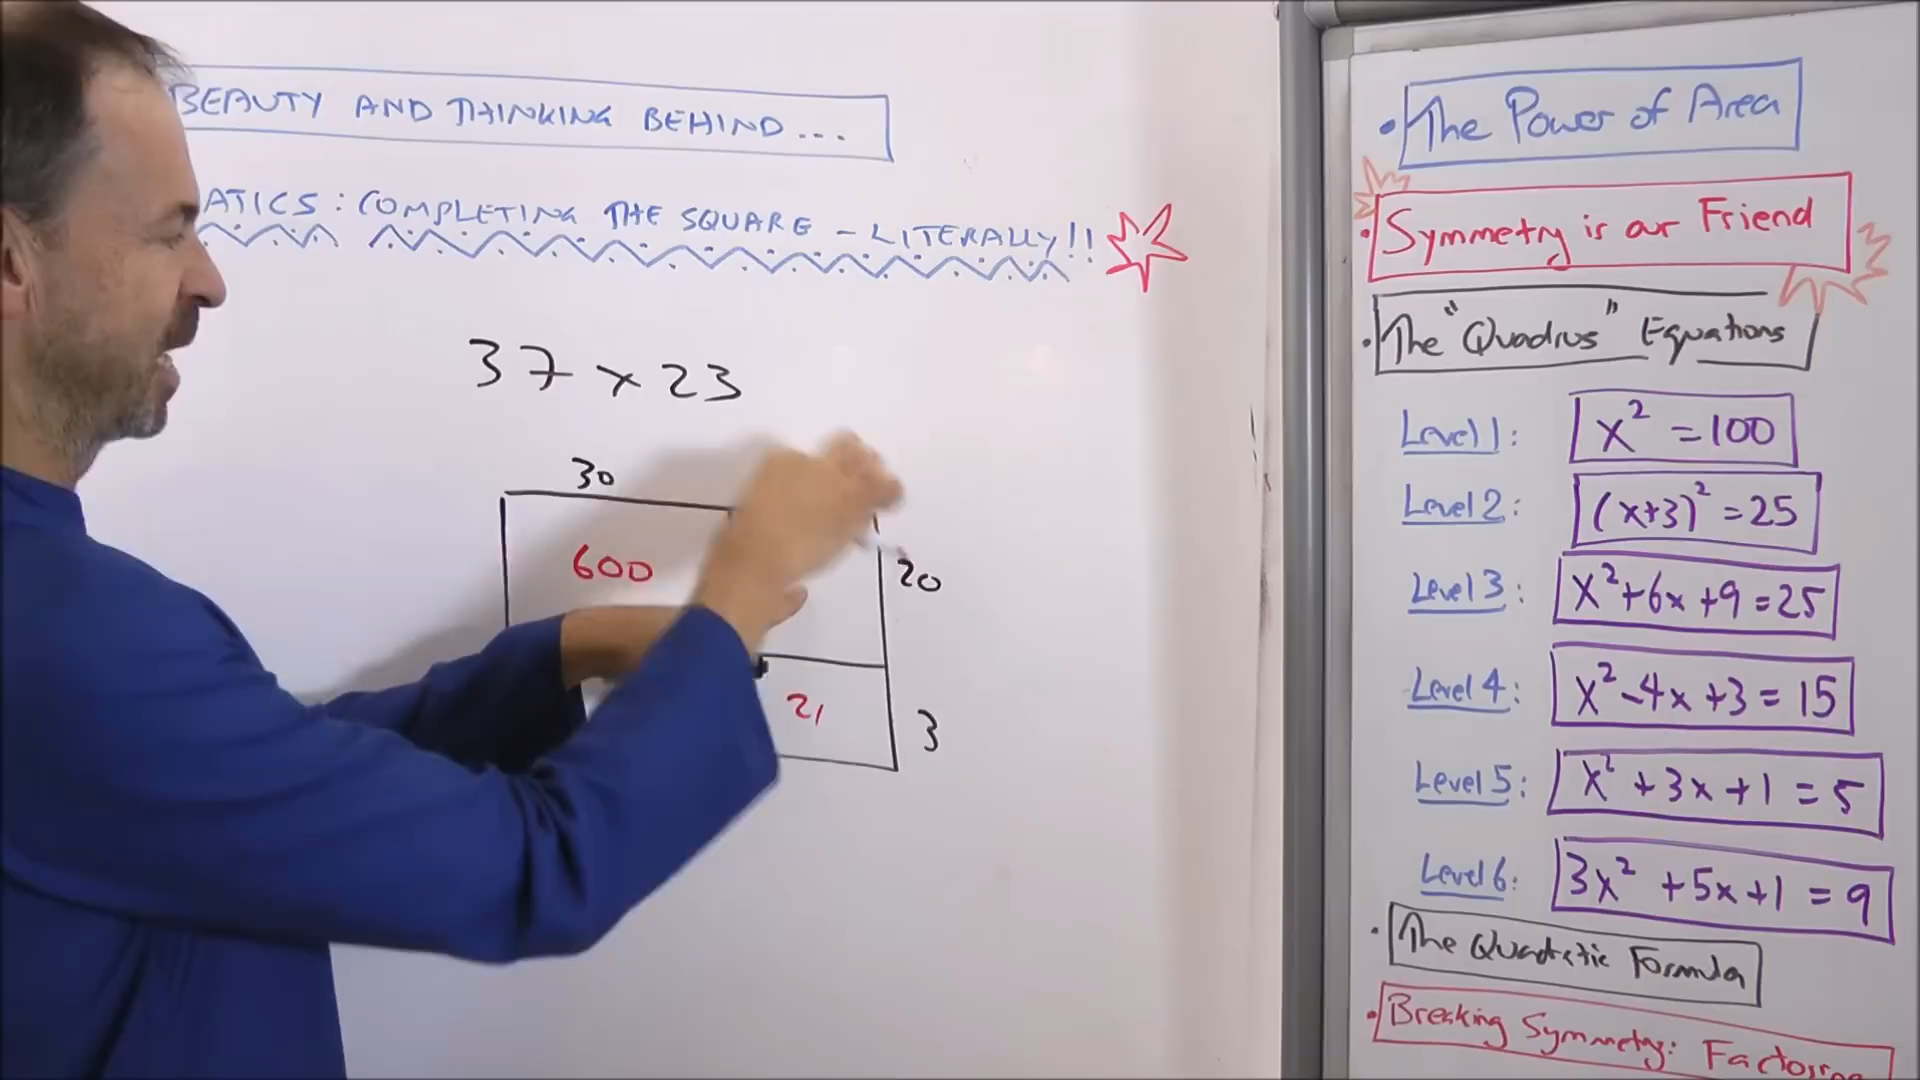 BEAUTY AND THINKING BEHIND...
ATICS: COMPLETING THE SQUARE - LITERALLY!!
37 x 23
30
600
20
21
3
• The Power of Area
• Symmetry is our Friend
• The "Quadrus" Equations
Level 1: x² = 100
Level 2: (x+3)² = 25
Level 3: x² + 6x + 9 = 25
Level 4: x² - 4x + 3 = 15
Level 5: x² + 3x + 1 = 5
Level 6: 3x² + 5x + 1 = 9
• The Quadratic Formula
• Breaking Symmetry: Factoring